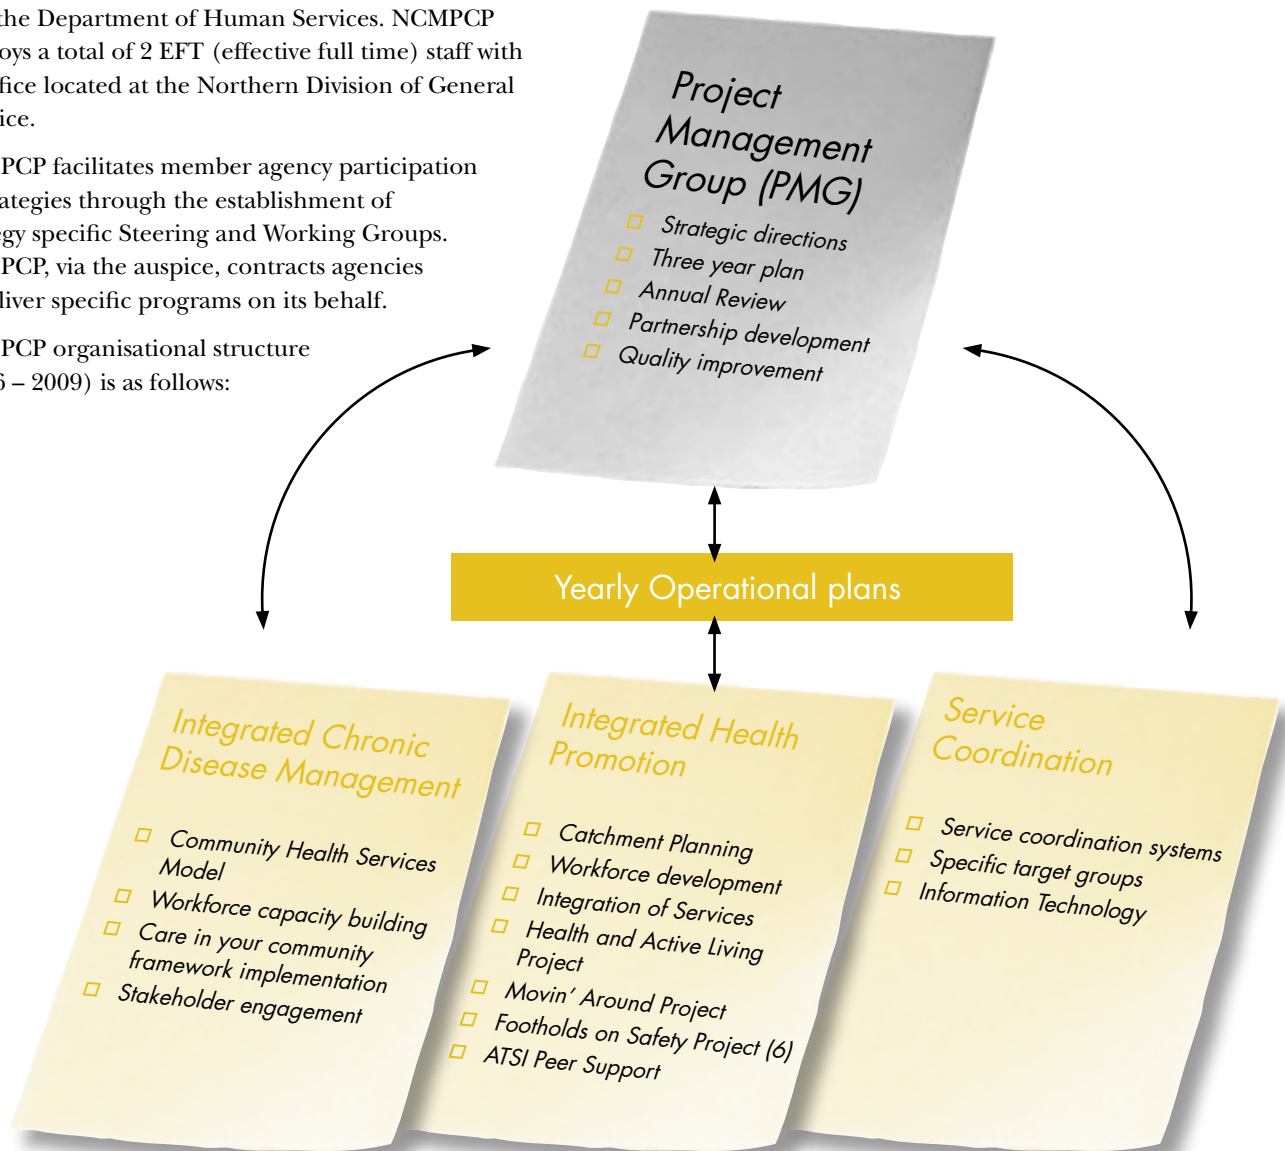 the Department of Human Services. NCMPCP
oys a total of 2 EFT (effective full time) staff with
fice located at the Northern Division of General
ice.
PCP facilitates member agency participation
rategies through the establishment of
egy specific Steering and Working Groups.
PCP, via the auspice, contracts agencies
liver specific programs on its behalf.
PCP organisational structure
6 – 2009) is as follows:
Project
Management
Group (PMG)
Strategic directions
Three year plan
Annual Review
Partnership development
Quality improvement
Yearly Operational plans
Integrated Chronic
Disease Management
Community Health Services
Model
Workforce capacity building
Care in your community
framework implementation
Stakeholder engagement
Integrated Health
Promotion
Catchment Planning
Workforce development
Integration of Services
Health and Active Living
Project
Movin’ Around Project
Footholds on Safety Project (6)
ATSI Peer Support
Service
Coordination
Service coordination systems
Specific target groups
Information Technology